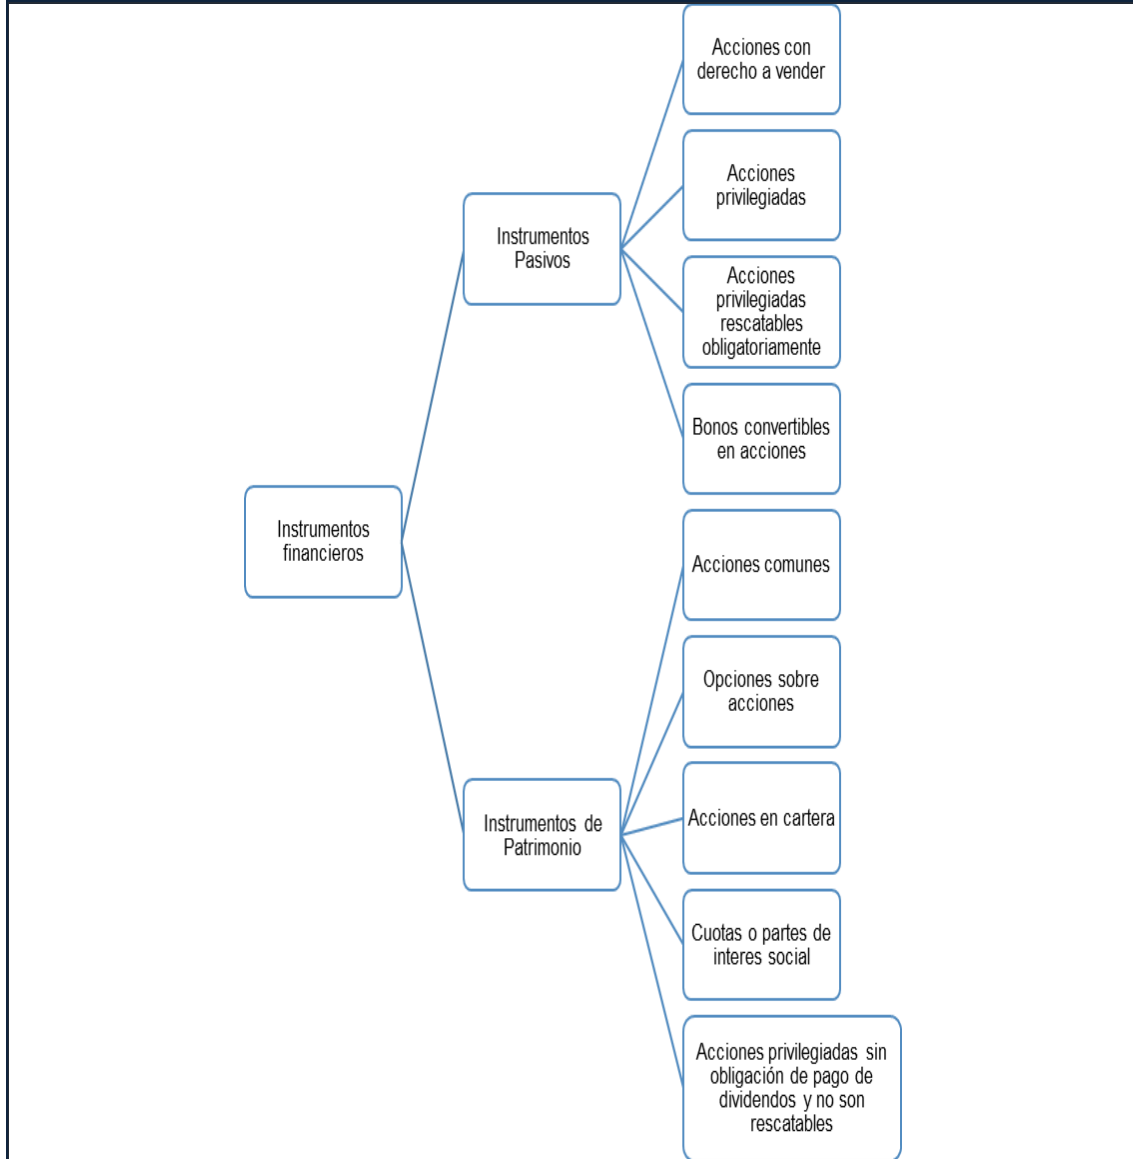 Acciones con
derecho a vender
Acciones
privilegiadas
Instrumentos
Pasivos
Acciones
privilegiadas
rescatables
obligatoriamente
Bonos convertibles
en acciones
Instrumentos
financieros
Acciones comunes
Opciones sobre
acciones
Instrumentos de
Patrimonio
Acciones en cartera
Cuotas o partes de
interes social
Acciones privilegiadas sin
obligación de pago de
dividendos y no son
rescatables